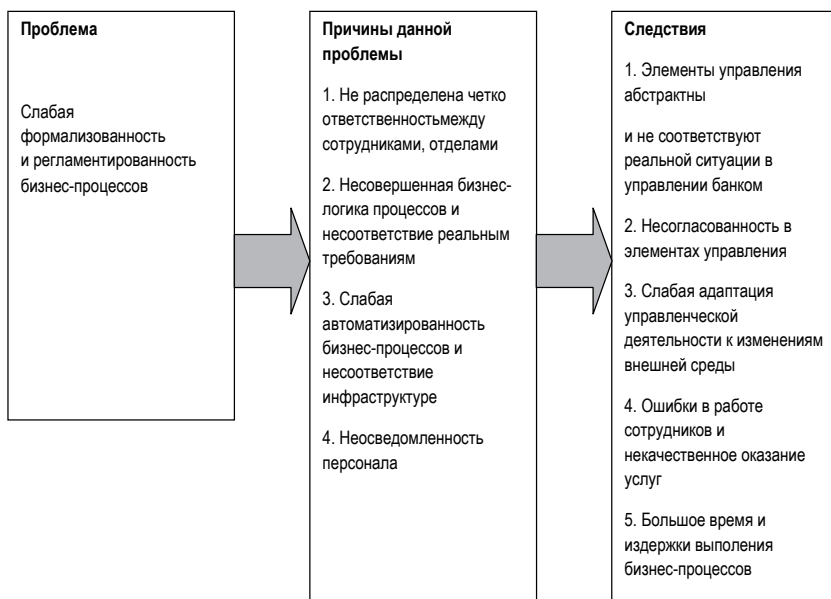 Проблема
Слабая
формализованность
и регламентированность
бизнес-процессов
Причины данной
проблемы
1. Не распределена четко
ответственностьмежду
сотрудниками, отделами
2. Несовершенная бизнес-
логика процессов и
несоответствие реальным
требованиям
3. Слабая
автоматизированность
бизнес-процессов и
несоответствие
инфраструктуре
4. Неосведомленность
персонала
Следствия
1. Элементы управления
абстрактны
и не соответствуют
реальной ситуации в
управлении банком
2. Несогласованность в
элементах управления
3. Слабая адаптация
управленческой
деятельности к изменениям
внешней среды
4. Ошибки в работе
сотрудников и
некачественное оказание
услуг
5. Большое время и
издержки выполения
бизнес-процессов